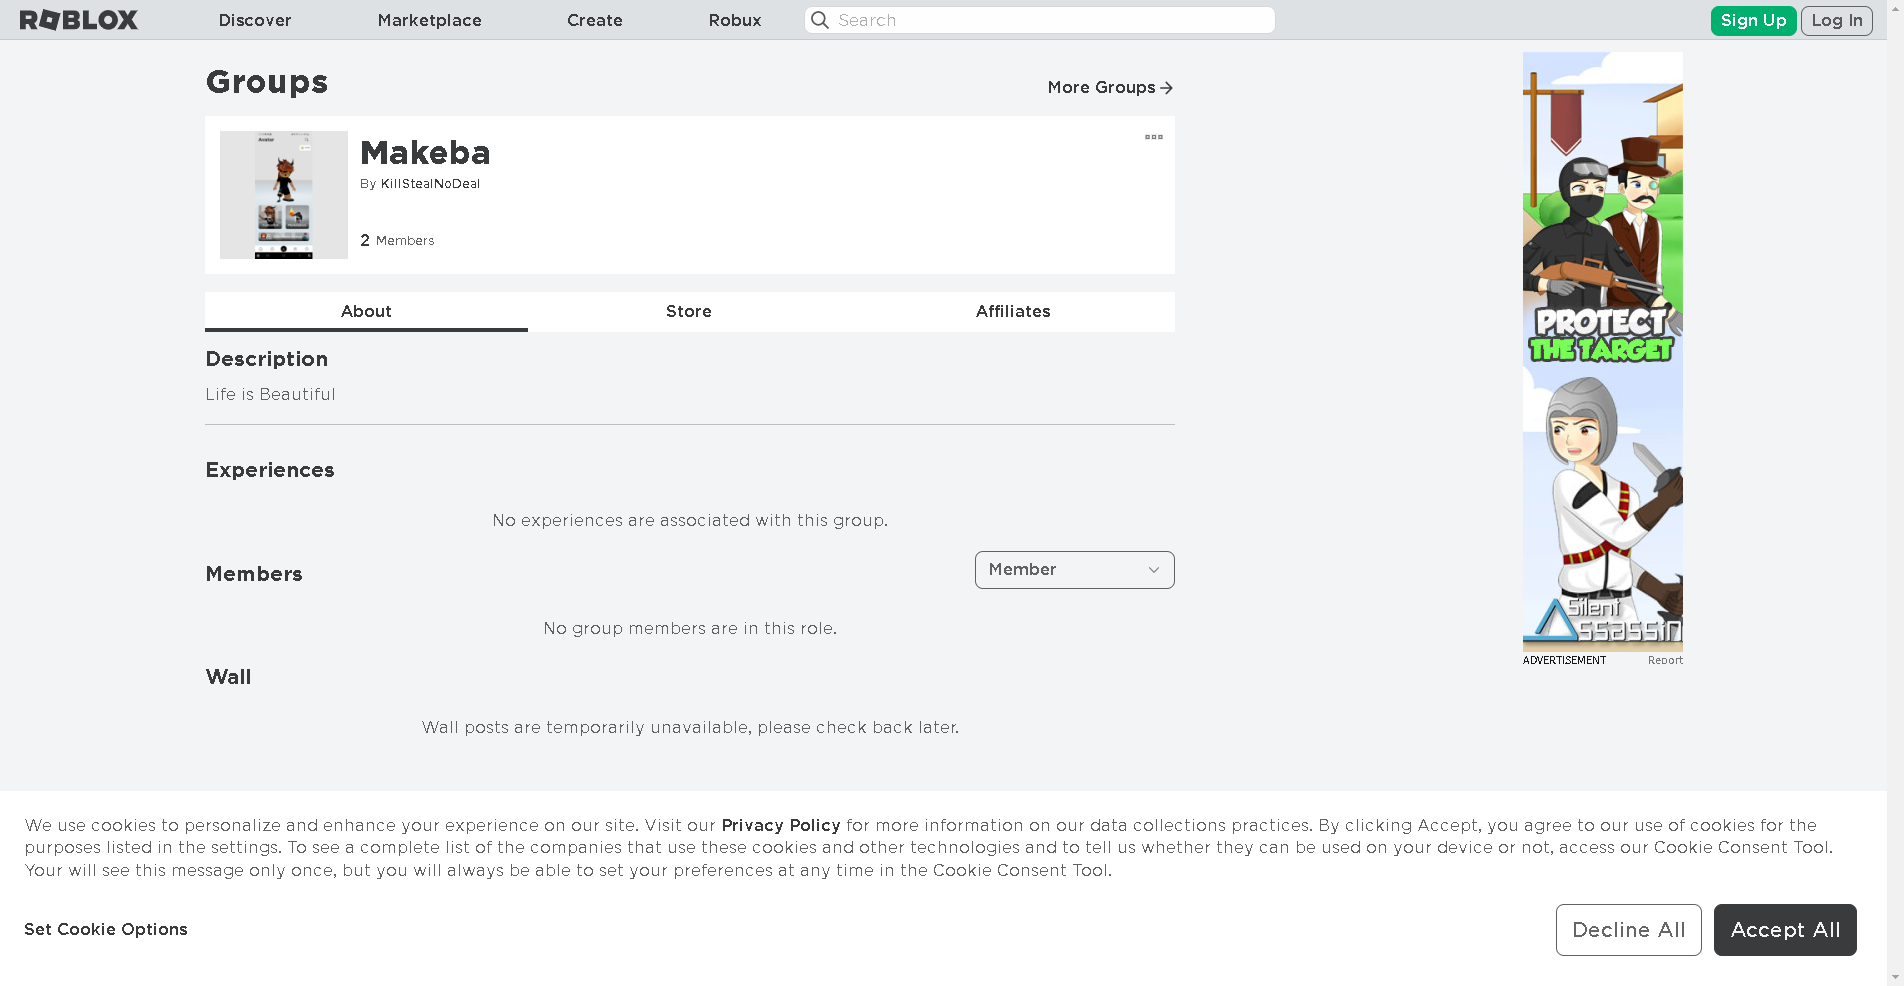 ROBLOX
Discover
Marketplace
Create
Robux
Search
Sign Up
Log In
Groups
More Groups
Avatar
Makeba
By KillStealNoDeal
2 Members
About
Store
Affiliates
Description
Life is Beautiful
Experiences
No experiences are associated with this group.
Members
Member
No group members are in this role.
Wall
Wall posts are temporarily unavailable, please check back later.
PROTECT
THE TARGET
Silent
Assassin
ADVERTISEMENT
Report
We use cookies to personalize and enhance your experience on our site. Visit our Privacy Policy for more information on our data collections practices. By clicking Accept, you agree to our use of cookies for the
purposes listed in the settings. To see a complete list of the companies that use these cookies and other technologies and to tell us whether they can be used on your device or not, access our Cookie Consent Tool.
Your will see this message only once, but you will always be able to set your preferences at any time in the Cookie Consent Tool.
Set Cookie Options
Decline All
Accept All